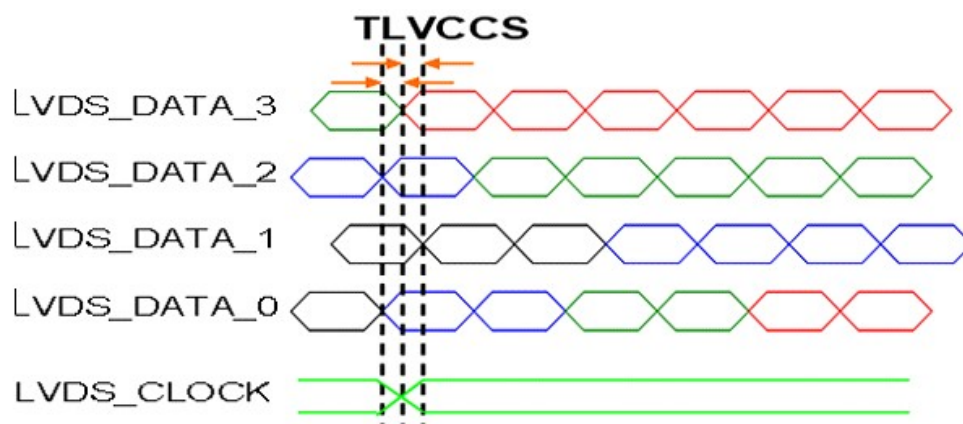 TLVCCS
LVDS_DATA_3
LVDS_DATA_2
LVDS_DATA_1
LVDS_DATA_0
LVDS_CLOCK